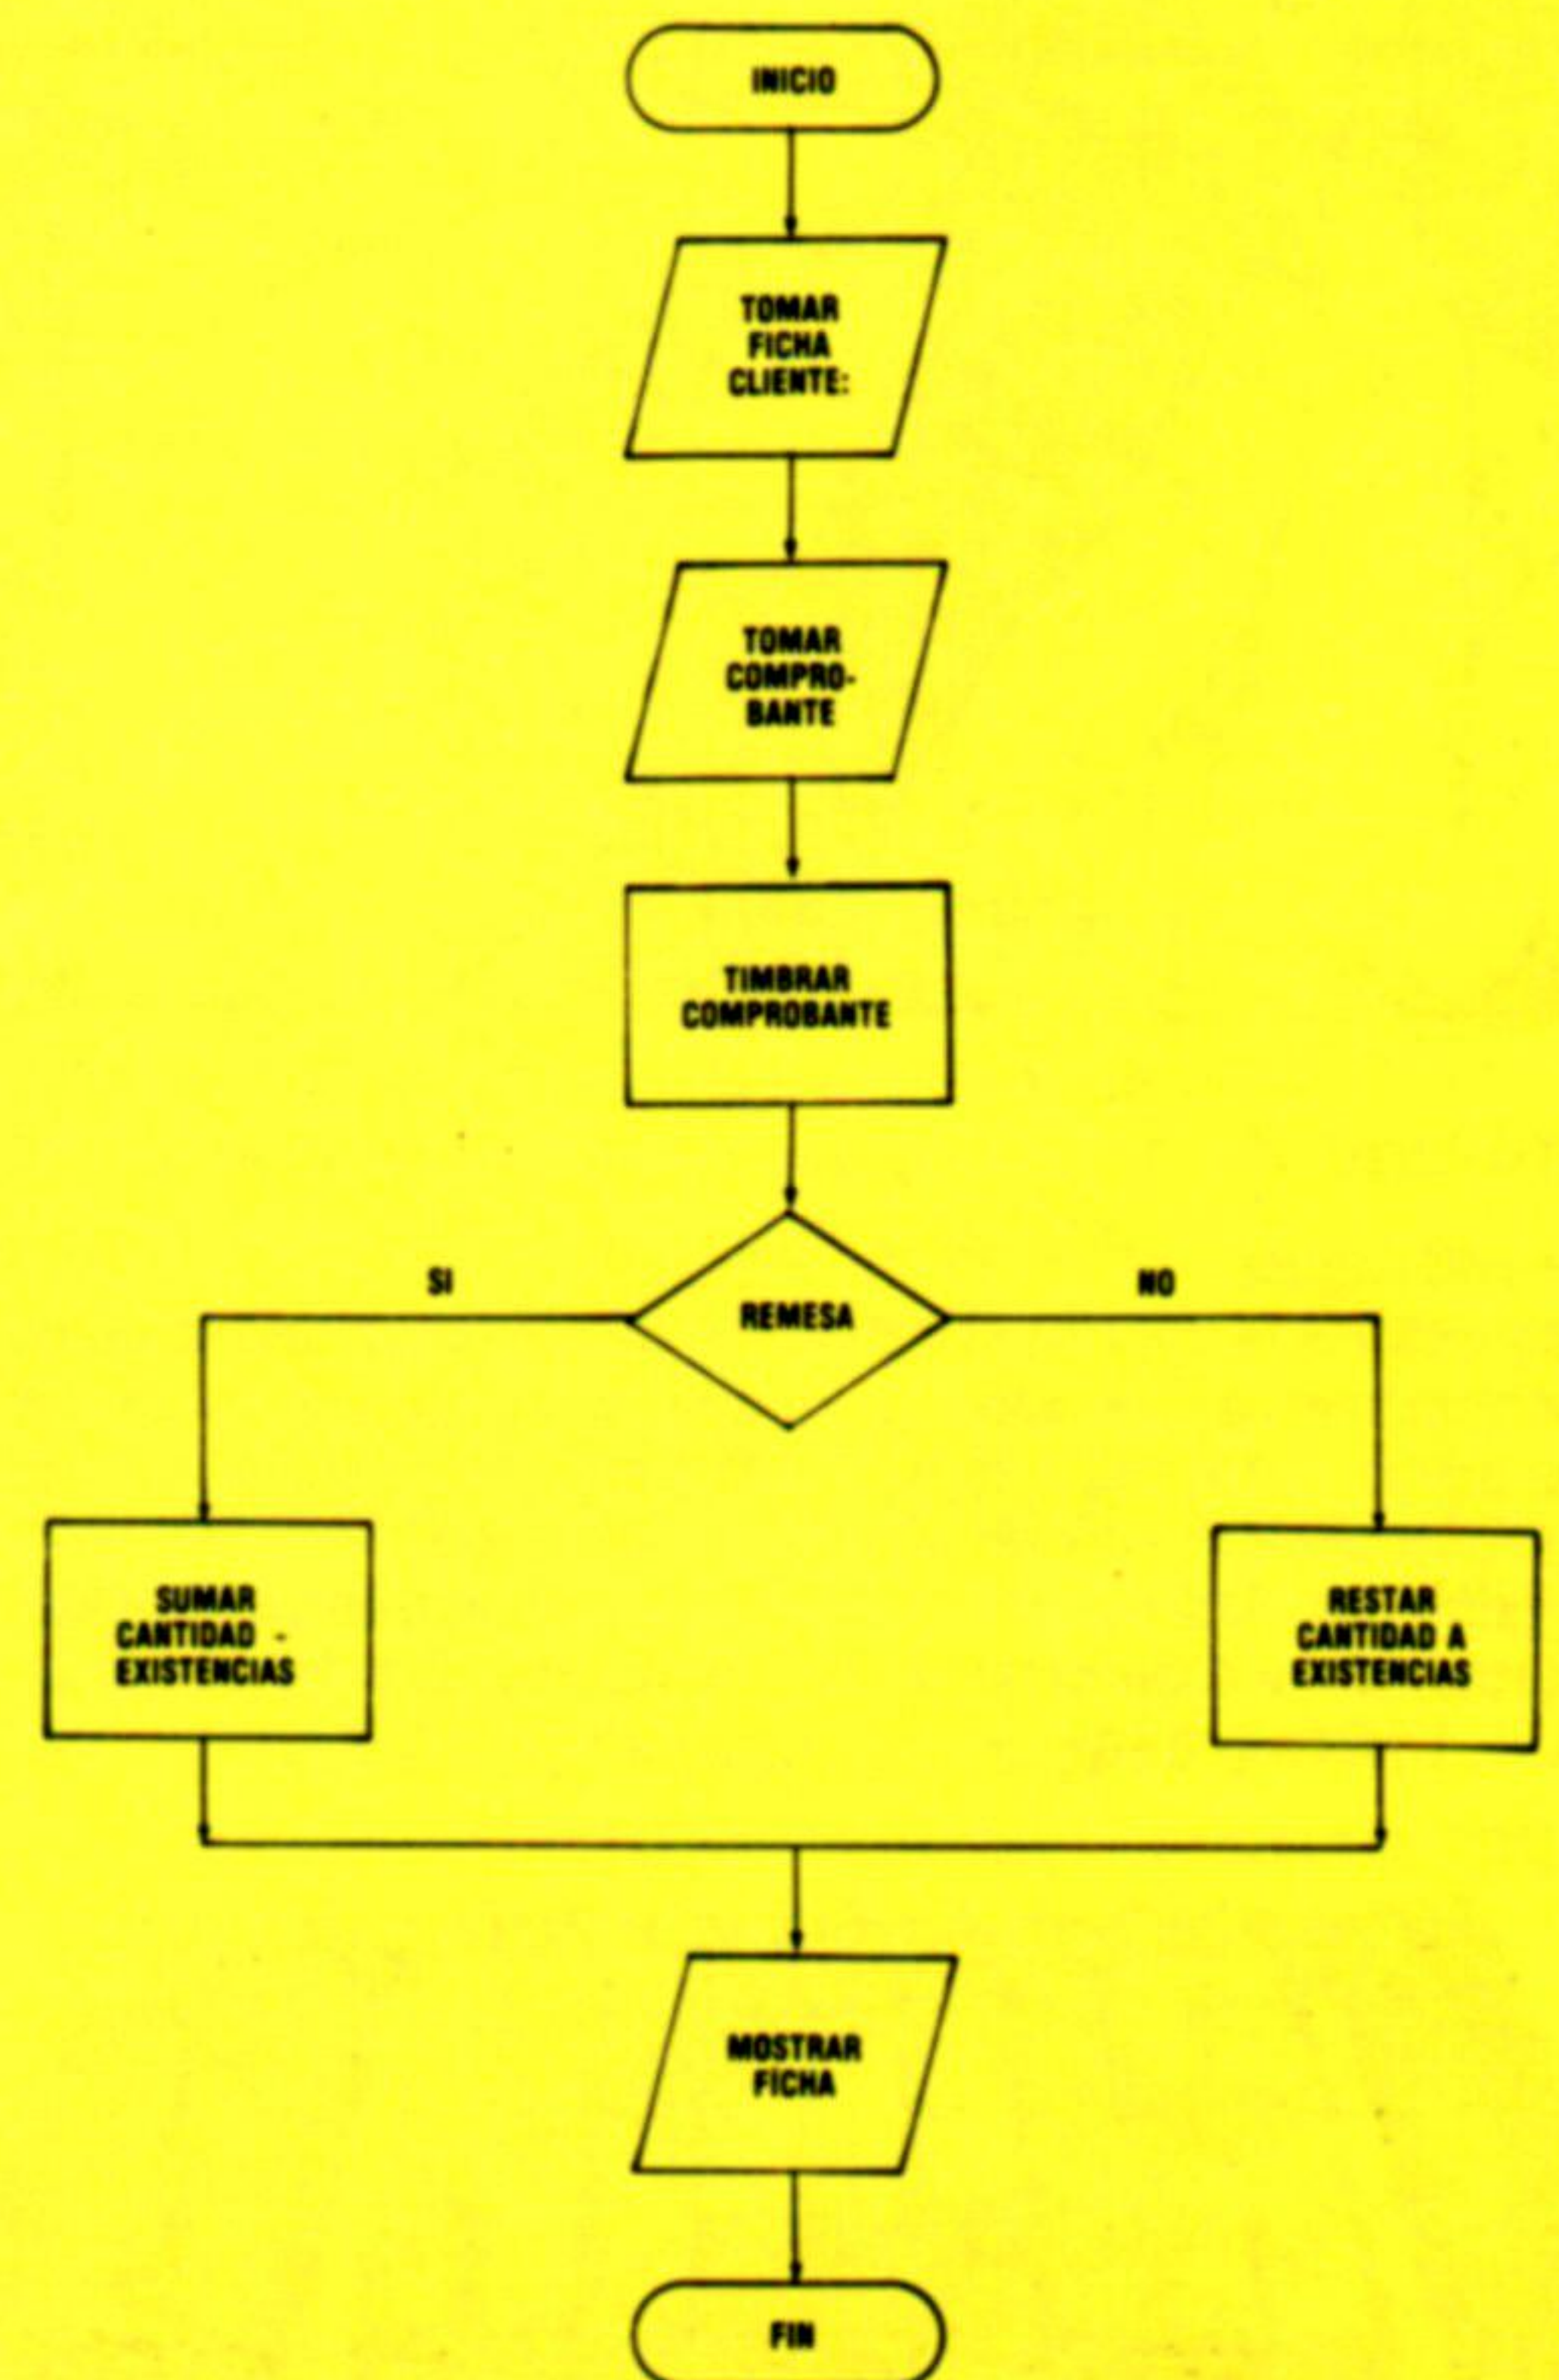 INICIO
TOMAR
FICHA
CLIENTE:
TOMAR
COMPRO-
BANTE
TIMBRAR
COMPROBANTE
REMESA
SI
NO
SUMAR
CANTIDAD -
EXISTENCIAS
RESTAR
CANTIDAD A
EXISTENCIAS
MOSTRAR
FICHA
FIN